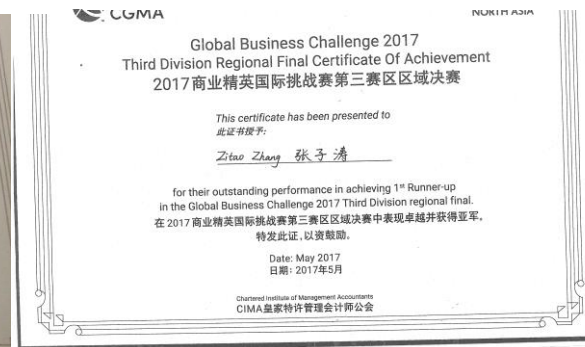 CGMA
NORTH ASIA
Global Business Challenge 2017
Third Division Regional Final Certificate Of Achievement
2017商业精英国际挑战赛第三赛区区域决赛
This certificate has been presented to
此证书授予:
Zitao Zhang 张子涛
for their outstanding performance in achieving 1st Runner-up
in the Global Business Challenge 2017 Third Division regional final.
在2017商业精英国际挑战赛第三赛区区域决赛中表现卓越并获得亚军。
特发此证,以资鼓励。
Date: May 2017
日期: 2017年5月
Chartered Institute of Management Accountants
CIMA皇家特许管理会计师公会